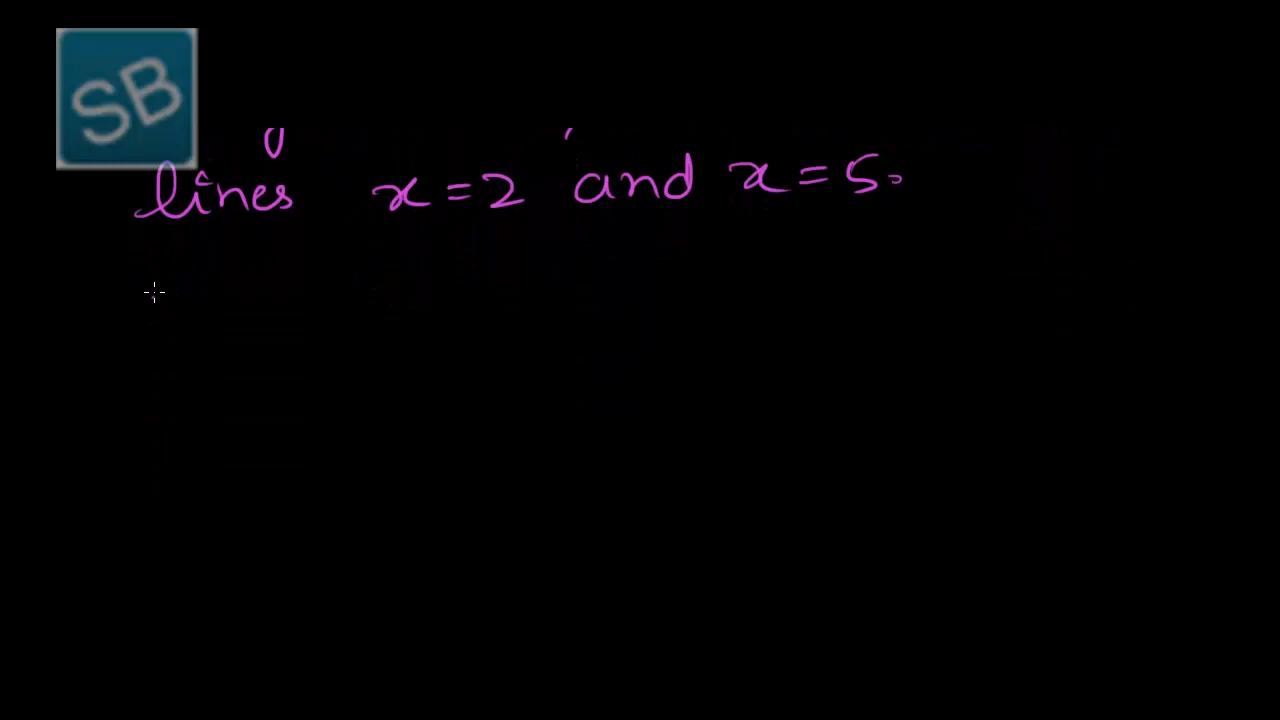 SB
lines x = 2 and x = 5.